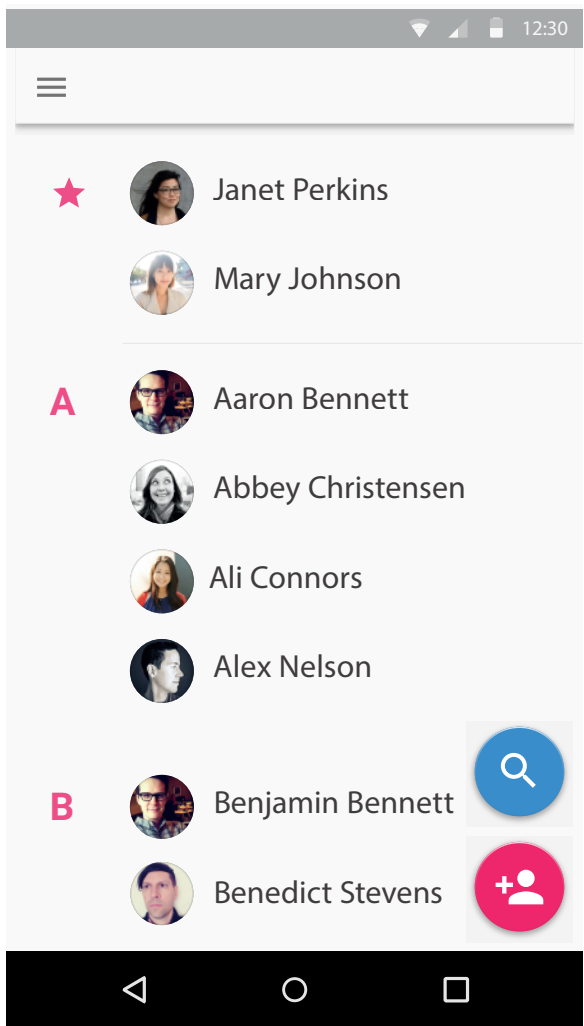 12:30
Janet Perkins
Mary Johnson
A
Aaron Bennett
Abbey Christensen
Ali Connors
Alex Nelson
B
Benjamin Bennett
Benedict Stevens